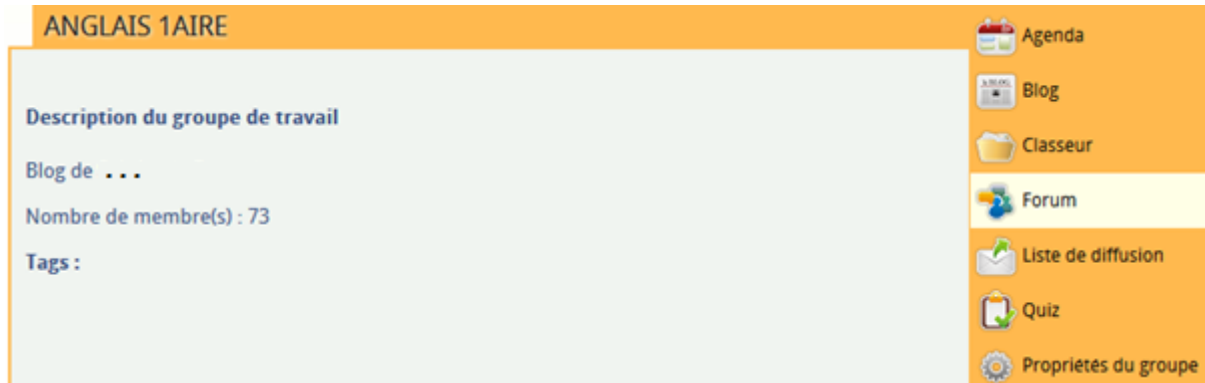 ANGLAIS 1AIRE
Description du groupe de travail
Blog de ...
Nombre de membre(s) : 73
Tags :
Agenda
Blog
Classeur
Forum
Liste de diffusion
Quiz
Propriétés du groupe